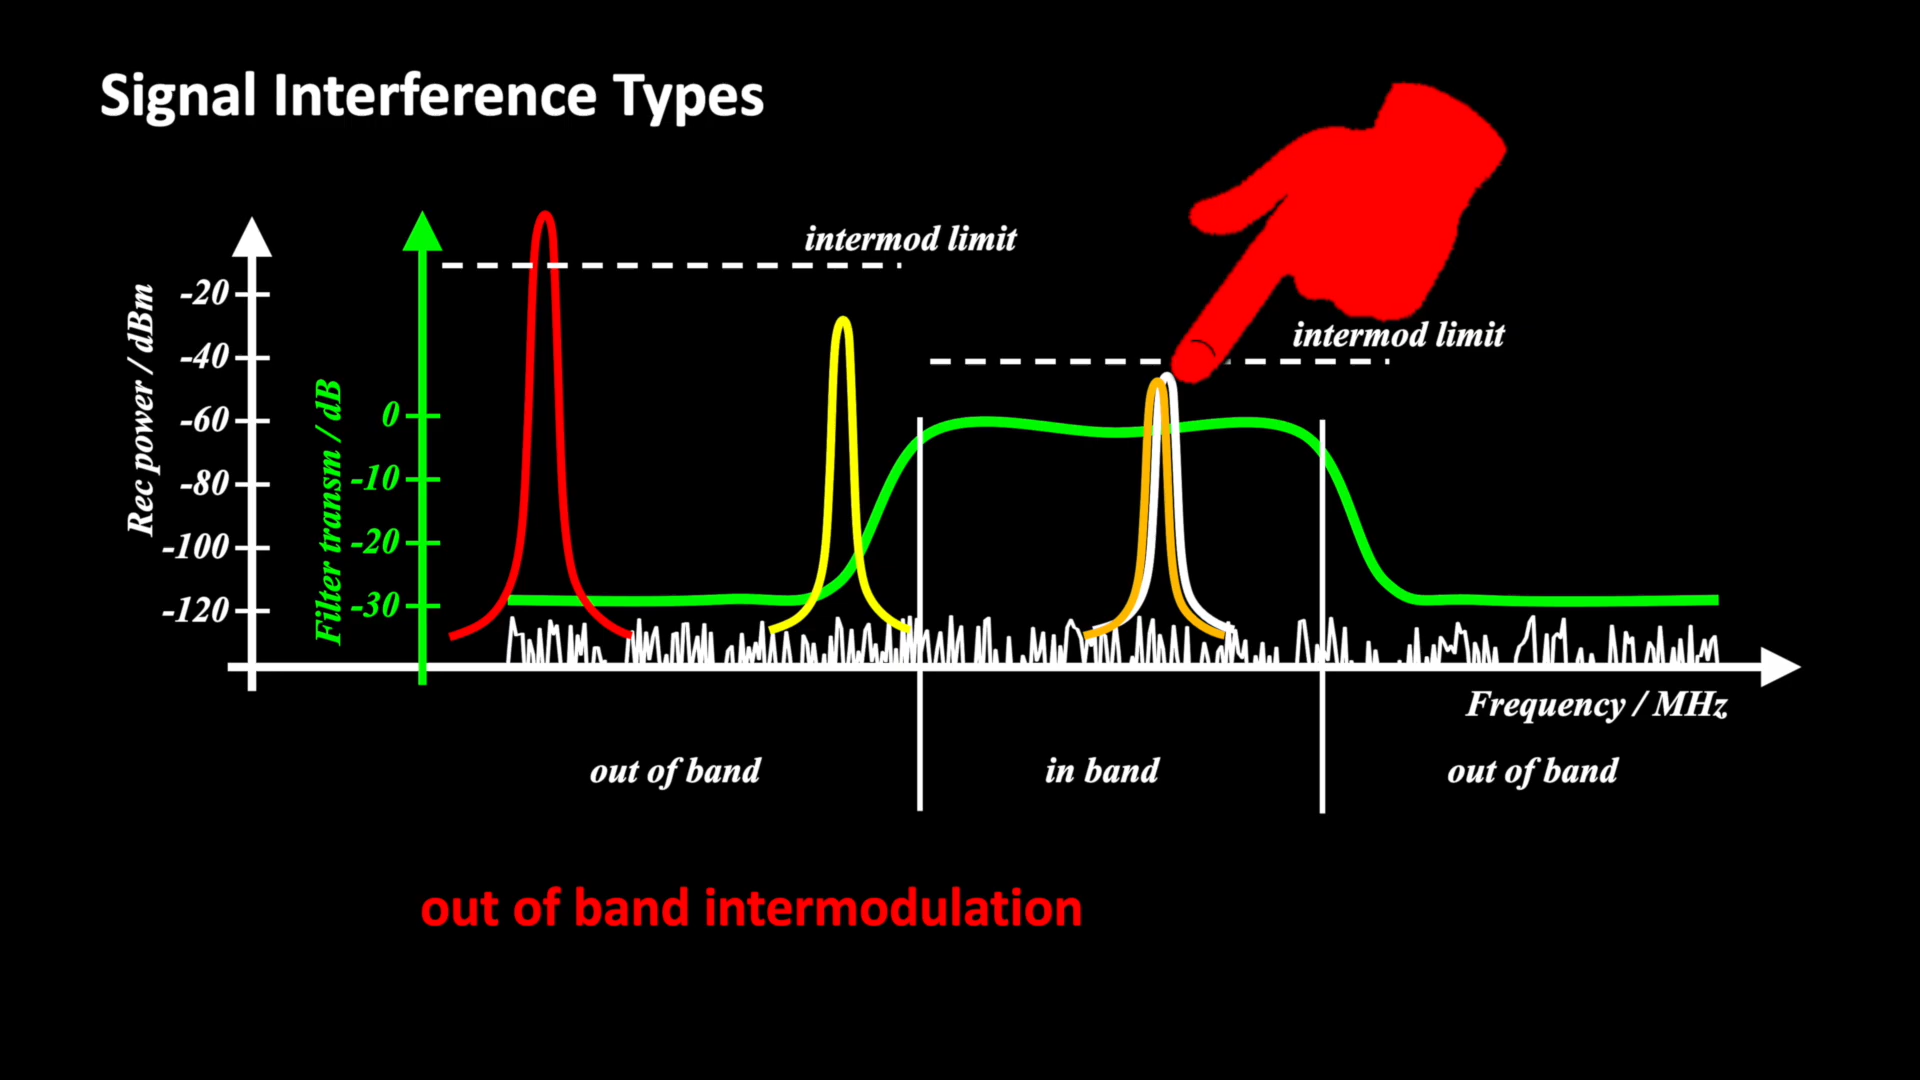 Signal Interference Types
intermod limit
intermod limit
Rec power / dBm
-20
-40
-60
-80
-100
-120
Filter transm / dB
0
-10
-20
-30
Frequency / MHz
out of band
in band
out of band
out of band intermodulation